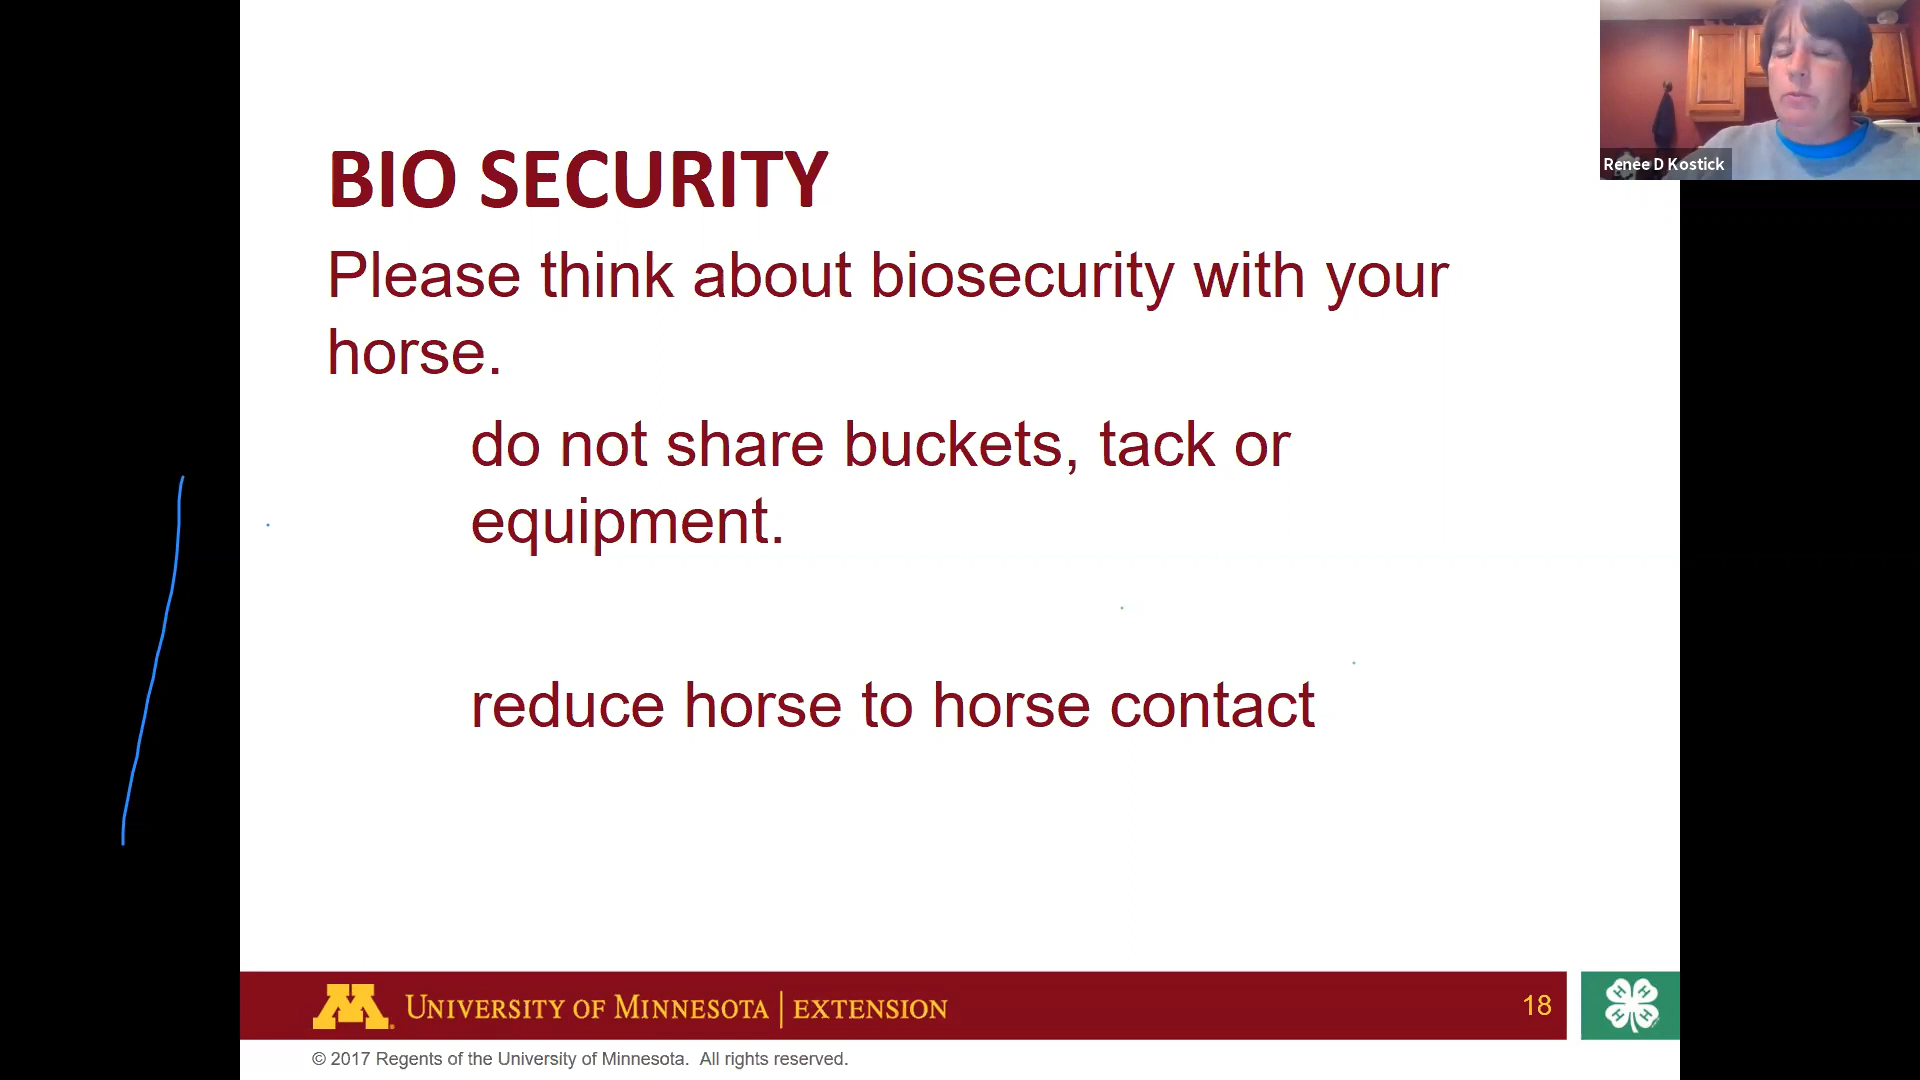 BIO SECURITY
Please think about biosecurity with your
horse.
do not share buckets, tack or
equipment.
reduce horse to horse contact
Renee D Kostick
M UNIVERSITY OF MINNESOTA | EXTENSION
18
H H H H
© 2017 Regents of the University of Minnesota. All rights reserved.